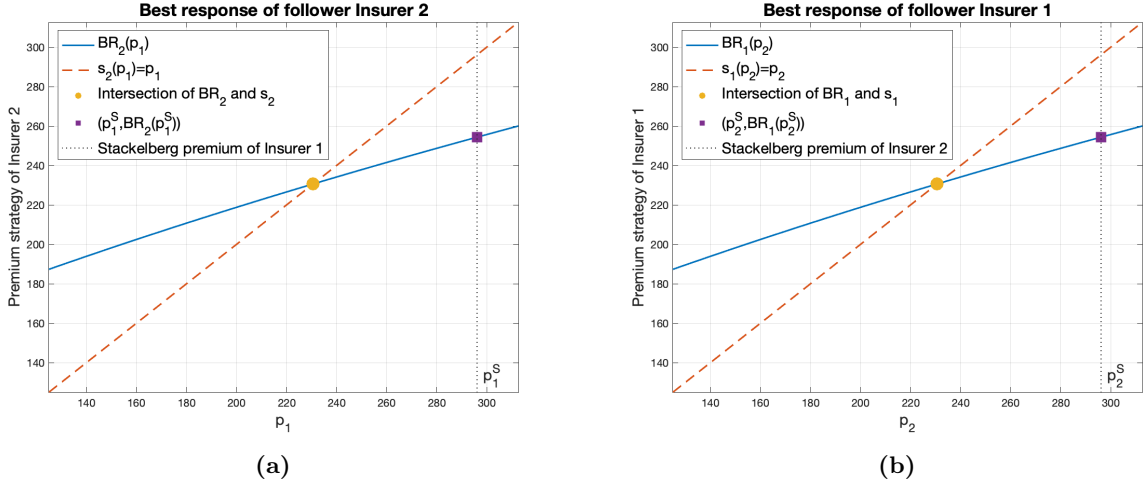 Best response of follower Insurer 2
BR₂(p₁)
s₂(p₁)=p₁
Intersection of BR₂ and s₂
(p₁ˢ,BR₂(p₁ˢ))
Stackelberg premium of Insurer 1
Premium strategy of Insurer 2
300
280
260
240
220
200
180
160
140
140 160 180 200 220 240 260 280 300
p₁ˢ
p₁
(a)
Best response of follower Insurer 1
BR₁(p₂)
s₁(p₂)=p₂
Intersection of BR₁ and s₁
(p₂ˢ,BR₁(p₂ˢ))
Stackelberg premium of Insurer 2
Premium strategy of Insurer 1
300
280
260
240
220
200
180
160
140
140 160 180 200 220 240 260 280 300
p₂ˢ
p₂
(b)